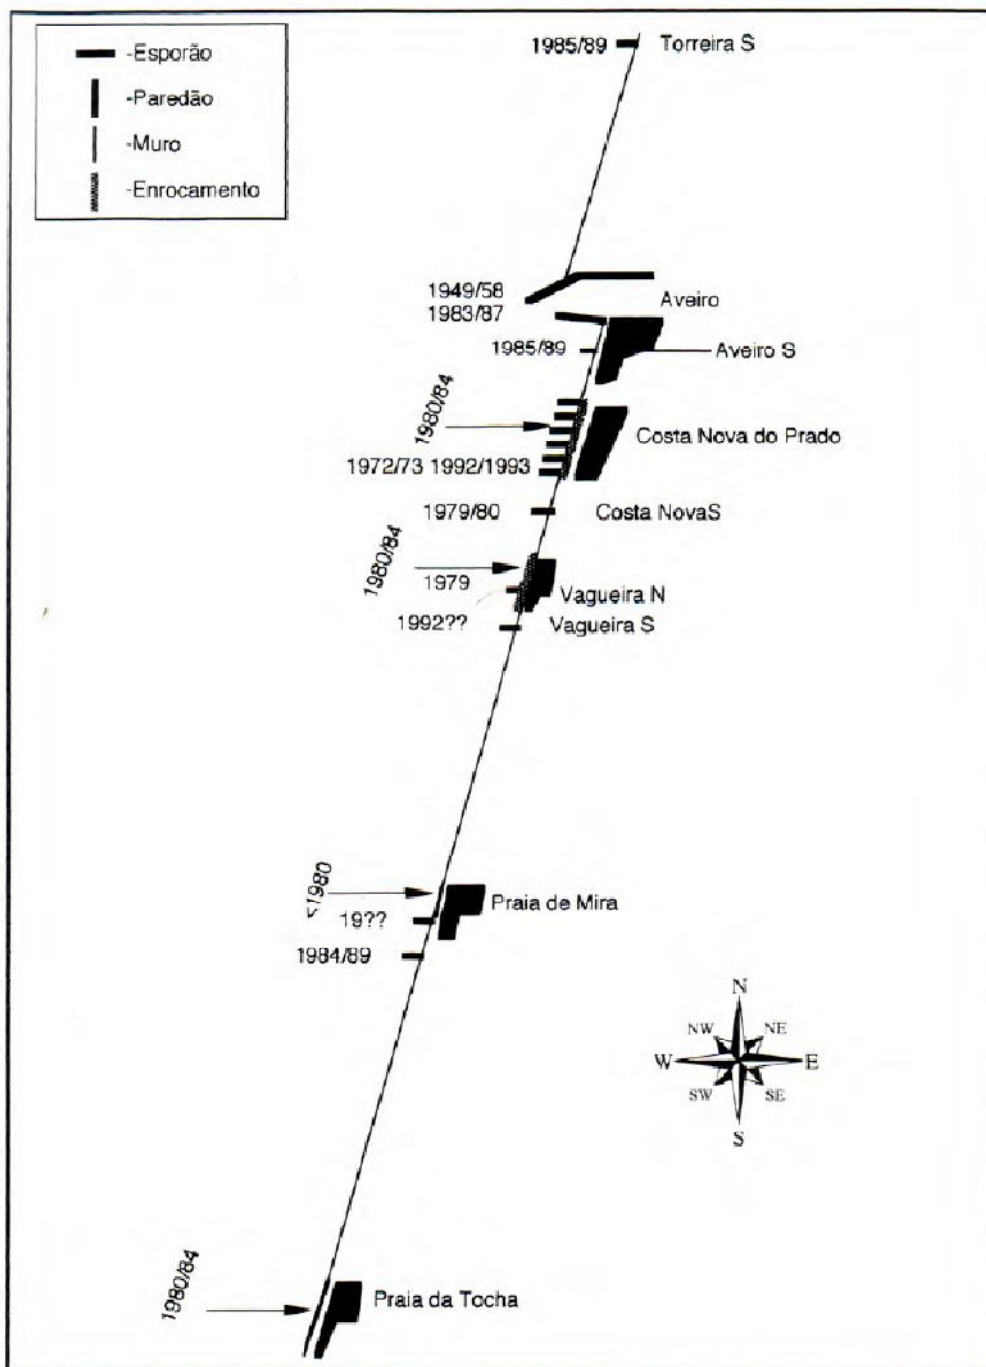 -Esporão
-Paredão
-Muro
-Enrocamento
1985/89 Torreira S
1949/58
1983/87
Aveiro
1985/89
Aveiro S
1980/84
Costa Nova do Prado
1972/73 1992/1993
1979/80
Costa NovaS
1980/84
1979
Vagueira N
1992??
Vagueira S
<1980
Praia de Mira
19??
1984/89
N
NW NE
W E
SW SE
S
1980/84
Praia da Tocha